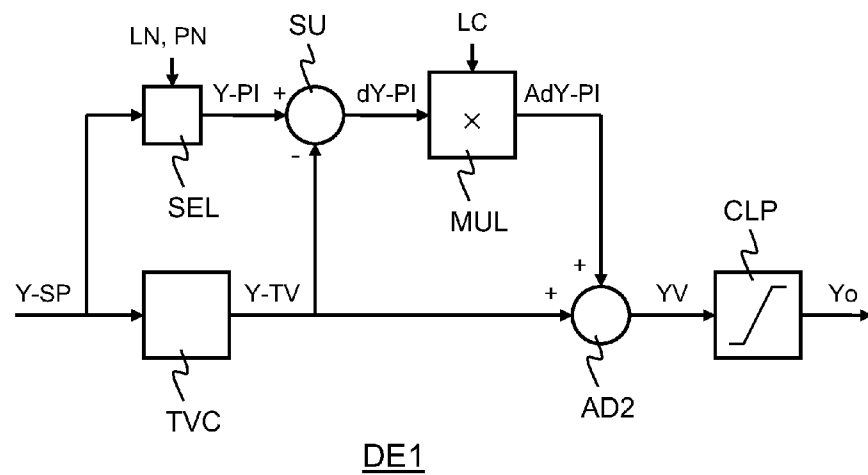 LN, PN
SU
LC
Y-PI
+
dY-PI
AdY-PI
×
-
SEL
MUL
CLP
Y-SP
Y-TV
+
+
YV
Yo
TVC
AD2
DE1